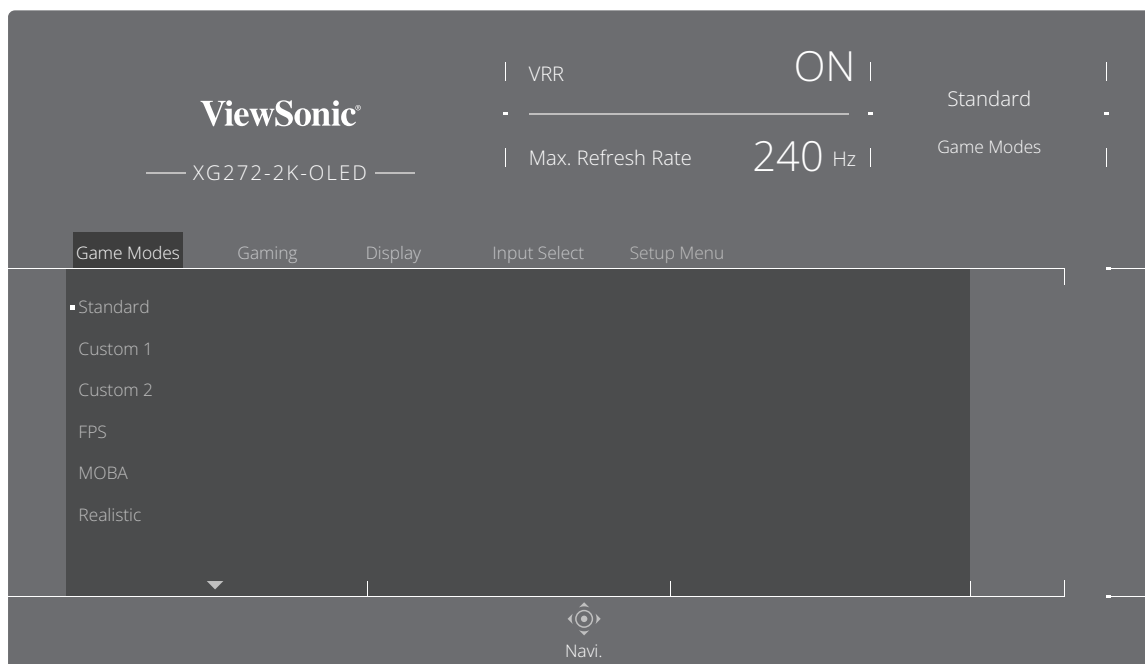 ViewSonic®
XG272-2K-OLED
VRR ON
Max. Refresh Rate 240 Hz
Standard
Game Modes
Game Modes Gaming Display Input Select Setup Menu
Standard
Custom 1
Custom 2
FPS
MOBA
Realistic
Navi.